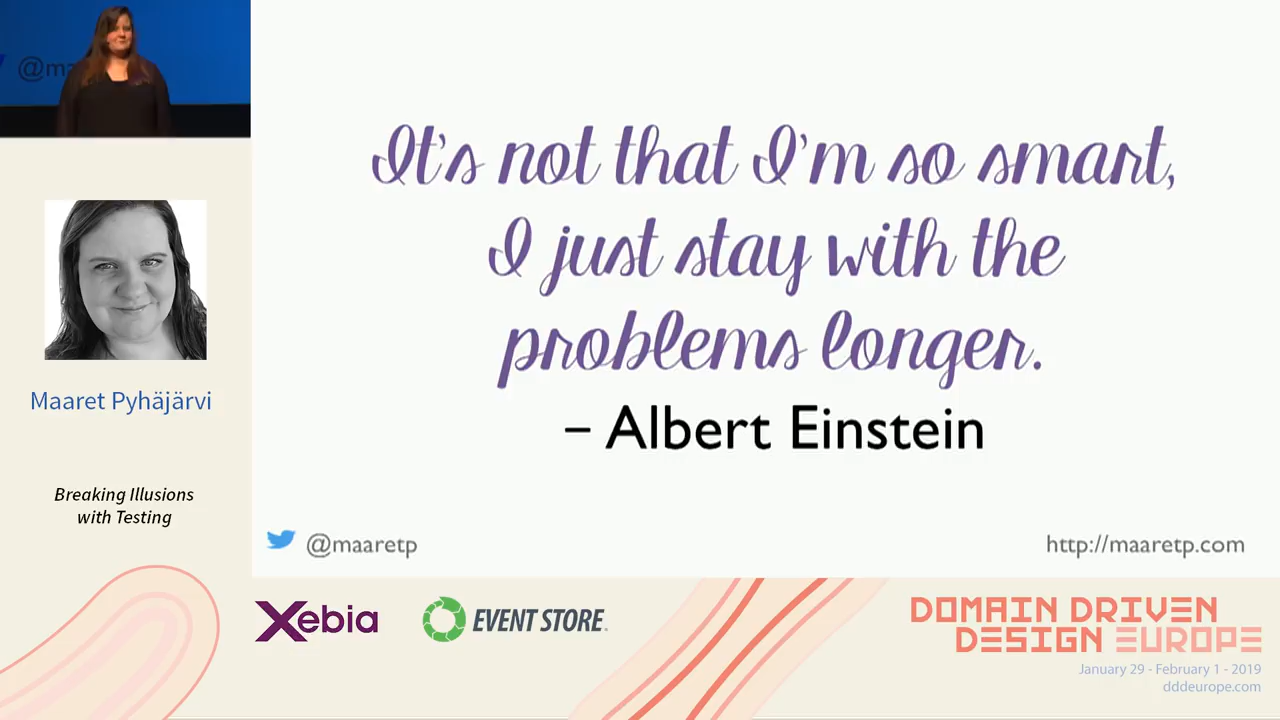 @ma
Maaret Pyhäjärvi
Breaking Illusions
with Testing
It's not that I'm so smart,
I just stay with the
problems longer.
– Albert Einstein
@maaretp
http://maaretp.com
Xebia
EVENT STORE
DOMAIN DRIVEN
DESIGN EUROPE
January 29 - February 1 - 2019
dddeurope.com